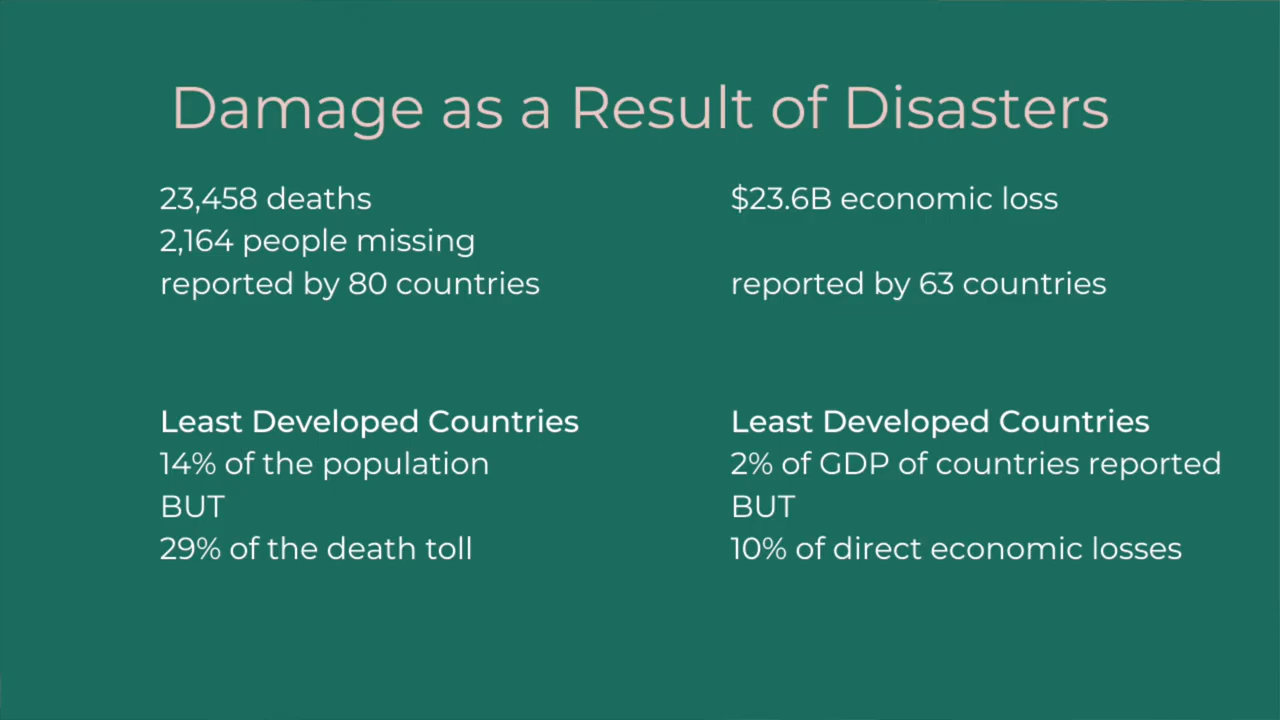 Damage as a Result of Disasters
23,458 deaths
2,164 people missing
reported by 80 countries
$23.6B economic loss
reported by 63 countries
Least Developed Countries
14% of the population
BUT
29% of the death toll
Least Developed Countries
2% of GDP of countries reported
BUT
10% of direct economic losses